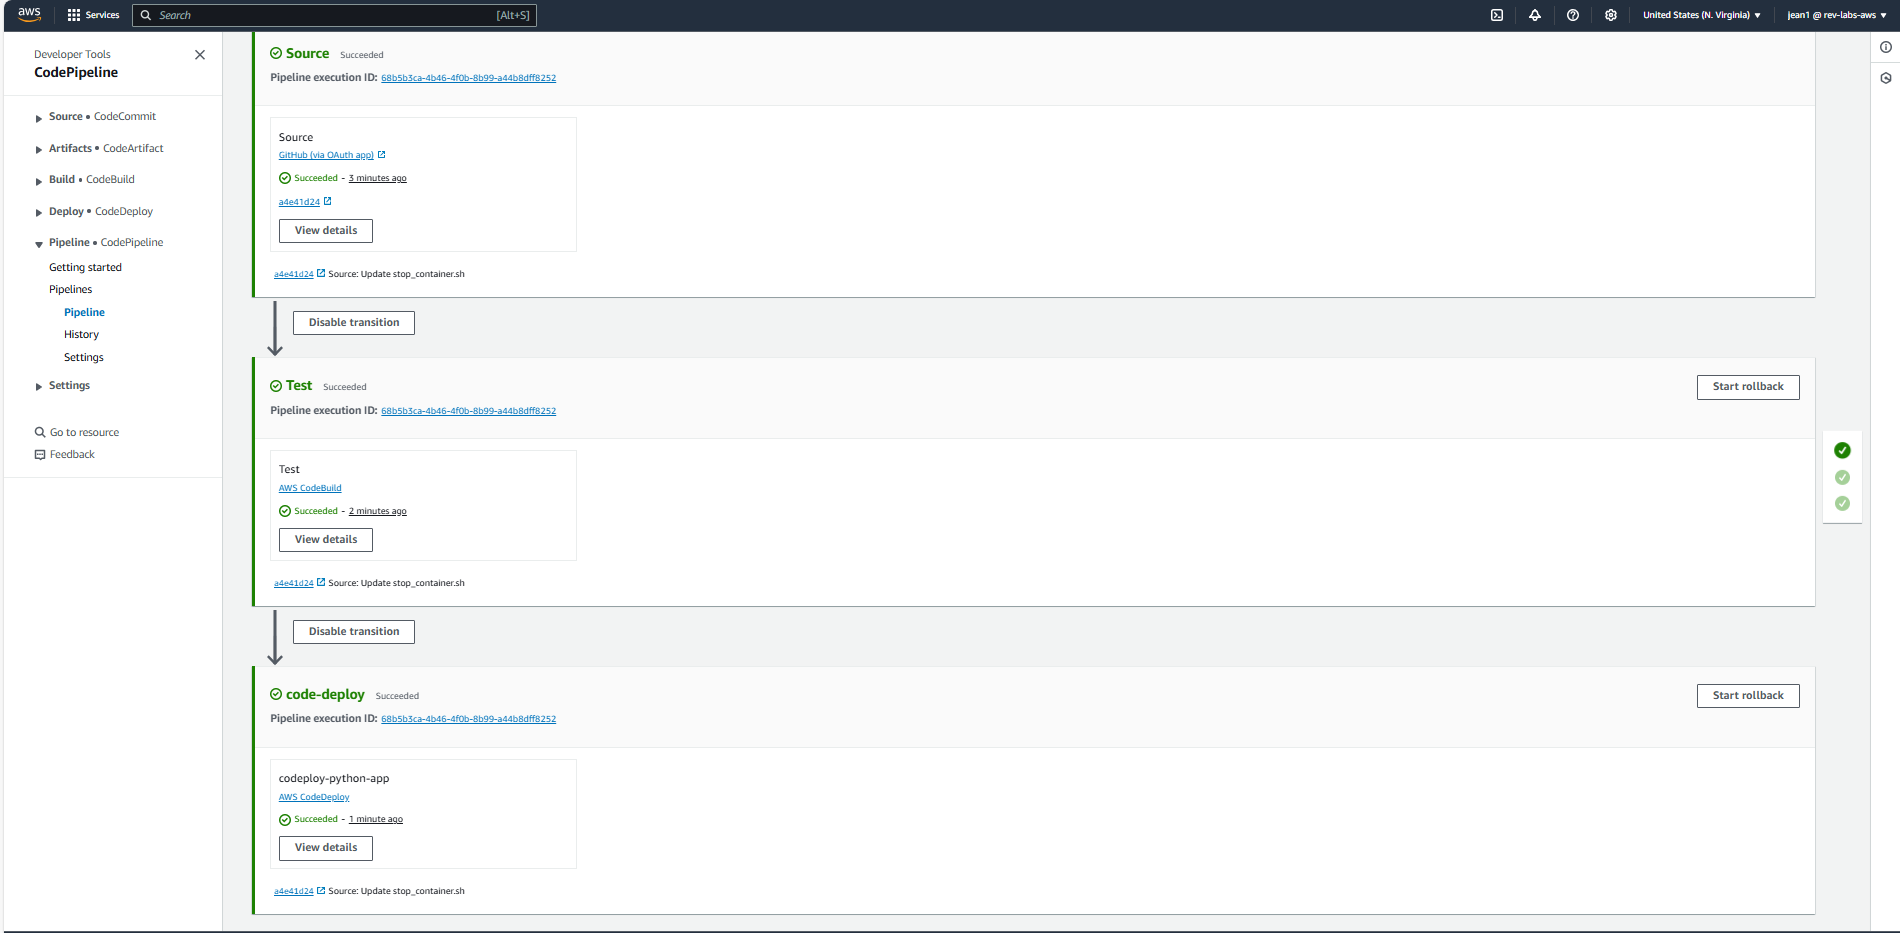 aws
Services
Search
[Alt+S]
United States (N. Virginia)
jean1 @ rev-labs-aws
Developer Tools
CodePipeline
Source • CodeCommit
Artifacts • CodeArtifact
Build • CodeBuild
Deploy • CodeDeploy
Pipeline • CodePipeline
Getting started
Pipelines
Pipeline
History
Settings
Settings
Go to resource
Feedback
Source Succeeded
Pipeline execution ID: 68b5b3ca-4b46-4f0b-8b99-a44b8dff8252
Source
GitHub (via OAuth app)
Succeeded - 3 minutes ago
a4e41d24
View details
a4e41d24 Source: Update stop_container.sh
Disable transition
Test Succeeded
Start rollback
Pipeline execution ID: 68b5b3ca-4b46-4f0b-8b99-a44b8dff8252
Test
AWS CodeBuild
Succeeded - 2 minutes ago
View details
a4e41d24 Source: Update stop_container.sh
Disable transition
code-deploy Succeeded
Start rollback
Pipeline execution ID: 68b5b3ca-4b46-4f0b-8b99-a44b8dff8252
codeploy-python-app
AWS CodeDeploy
Succeeded - 1 minute ago
View details
a4e41d24 Source: Update stop_container.sh